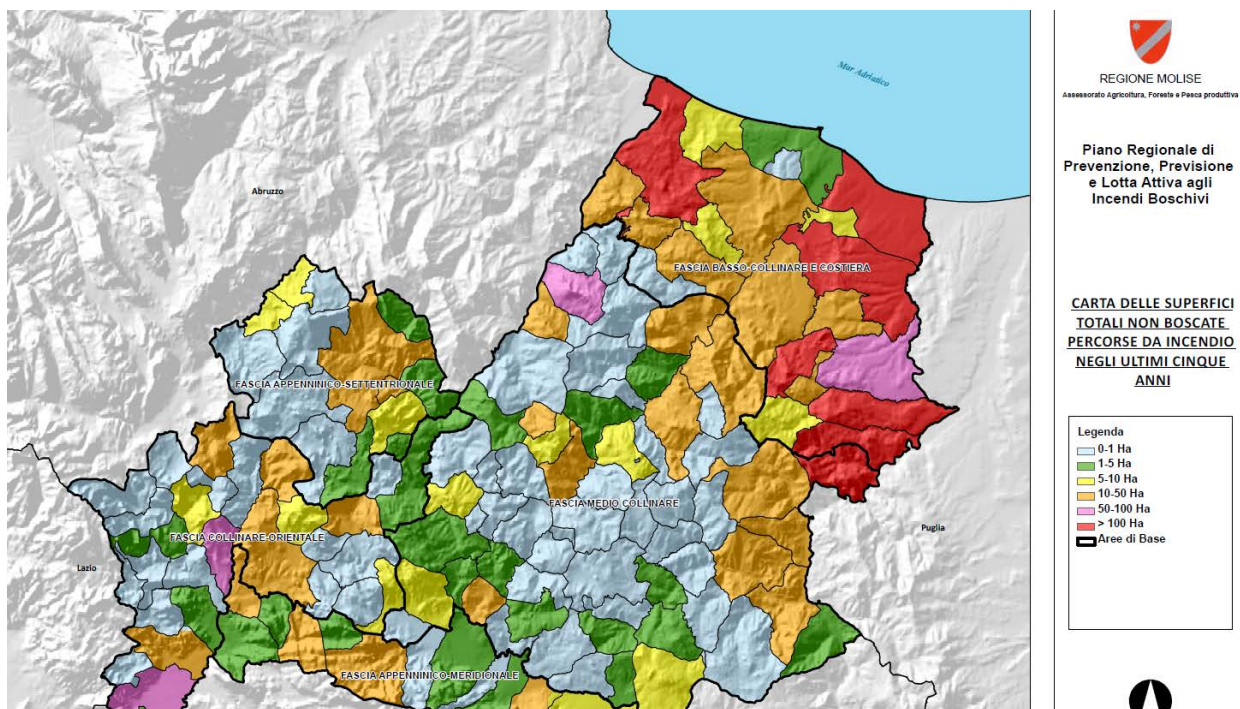 Mar Adriatico
Abruzzo
FASCIA BASSO-COLLINARE E COSTIERA
FASCIA APPENNINICO-SETTENTRIONALE
FASCIA MEDIO COLLINARE
FASCIA COLLINARE-ORIENTALE
Puglia
Lazio
FASCIA APPENNINICO-MERIDIONALE
REGIONE MOLISE
Assessorato Agricoltura, Foreste e Pesca produttiva
Piano Regionale di
Prevenzione, Previsione
e Lotta Attiva agli
Incendi Boschivi
CARTA DELLE SUPERFICI
TOTALI NON BOSCATE
PERCORSE DA INCENDIO
NEGLI ULTIMI CINQUE
ANNI
Legenda
0-1 Ha
1-5 Ha
5-10 Ha
10-50 Ha
50-100 Ha
> 100 Ha
Aree di Base